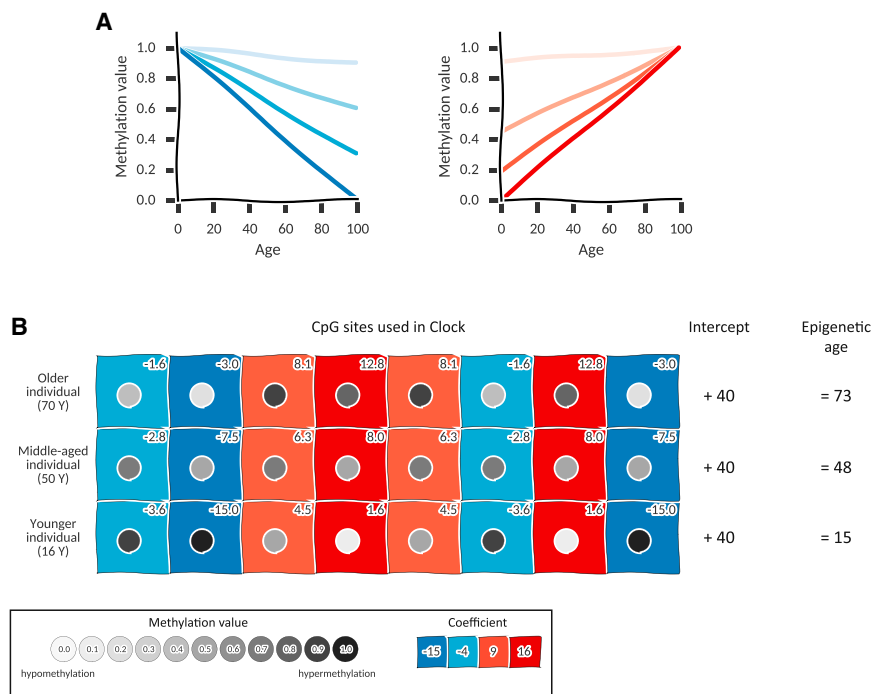 A
Methylation value
1.0
0.8
0.6
0.4
0.2
0.0
0 20 40 60 80 100
Age
Methylation value
1.0
0.8
0.6
0.4
0.2
0.0
0 20 40 60 80 100
Age
B
CpG sites used in Clock
Intercept
Epigenetic
age
Older
individual
(70 Y)
-1.6 -3.0 8.1 12.8 8.1 -1.6 12.8 -3.0
+ 40
= 73
Middle-aged
individual
(50 Y)
-2.8 -7.5 6.3 8.0 6.3 -2.8 8.0 -7.5
+ 40
= 48
Younger
individual
(16 Y)
-3.6 -15.0 4.5 1.6 4.5 -3.6 1.6 -15.0
+ 40
= 15
Methylation value
0.0 0.1 0.2 0.3 0.4 0.5 0.6 0.7 0.8 0.9 1.0
hypomethylation
hypermethylation
Coefficient
-15 -4 9 16